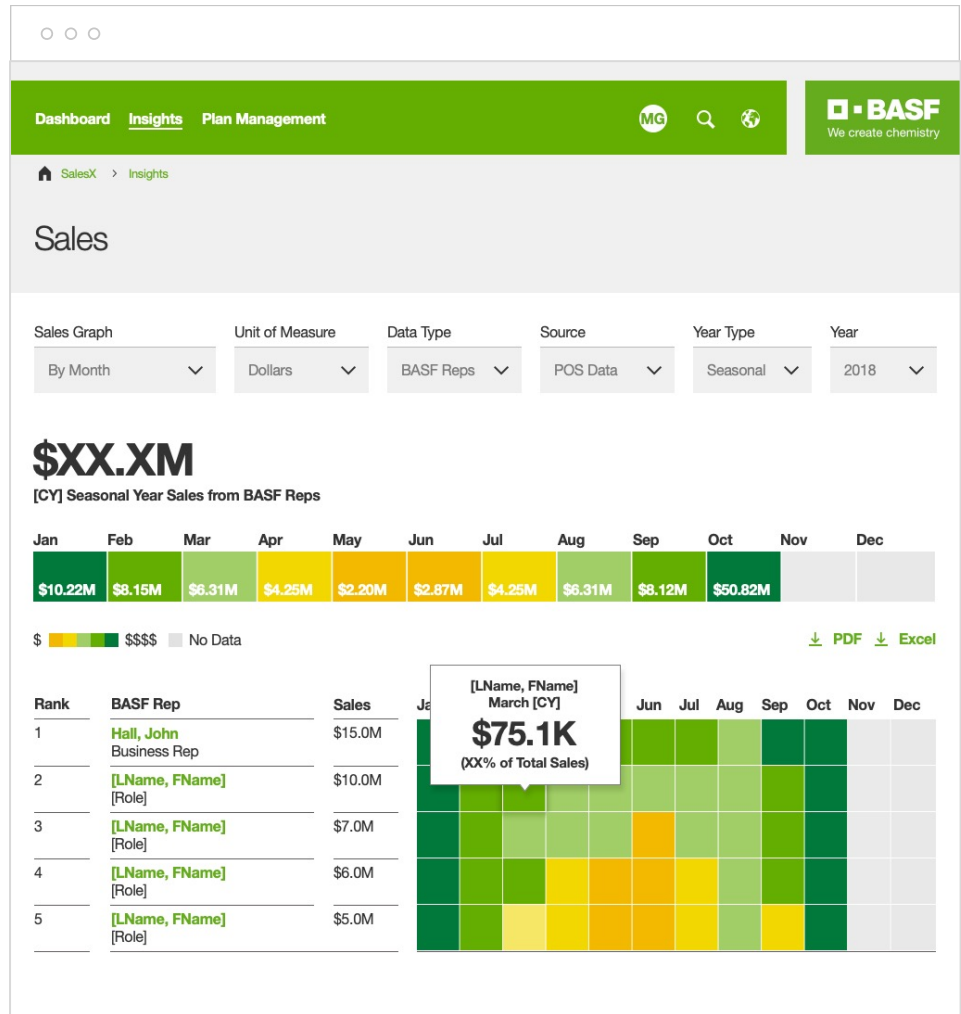 Dashboard Insights Plan Management MG BASF
We create chemistry
SalesX > Insights
Sales
Sales Graph Unit of Measure Data Type Source Year Type Year
By Month Dollars BASF Reps POS Data Seasonal 2018
$XX.XM
[CY] Seasonal Year Sales from BASF Reps
Jan Feb Mar Apr May Jun Jul Aug Sep Oct Nov Dec
$10.22M $8.15M $6.31M $4.25M $2.20M $2.87M $4.25M $6.31M $8.12M $50.82M
$ $$$$ No Data PDF Excel
[LName, FName]
March [CY]
$75.1K
(XX% of Total Sales)
Rank BASF Rep Sales Jun Jul Aug Sep Oct Nov Dec
1 Hall, John $15.0M
Business Rep
2 [LName, FName] $10.0M
[Role]
3 [LName, FName] $7.0M
[Role]
4 [LName, FName] $6.0M
[Role]
5 [LName, FName] $5.0M
[Role]